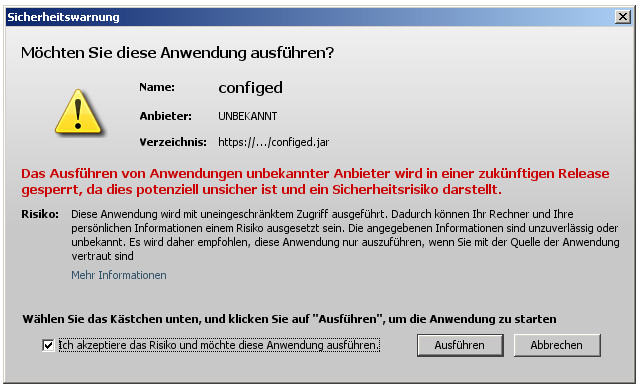 Sicherheitswarnung
Möchten Sie diese Anwendung ausführen?
Name: configed
Anbieter: UNBEKANNT
Verzeichnis: https://.../configed.jar
Das Ausführen von Anwendungen unbekannter Anbieter wird in einer zukünftigen Release
gesperrt, da dies potenziell unsicher ist und ein Sicherheitsrisiko darstellt.
Risiko: Diese Anwendung wird mit uneingeschränktem Zugriff ausgeführt. Dadurch können Ihr Rechner und Ihre
persönlichen Informationen einem Risiko ausgesetzt sein. Die angegebenen Informationen sind unzuverlässig oder
unbekannt. Es wird daher empfohlen, diese Anwendung nur auszuführen, wenn Sie mit der Quelle der Anwendung
vertraut sind
Mehr Informationen
Wählen Sie das Kästchen unten, und klicken Sie auf "Ausführen", um die Anwendung zu starten
Ich akzeptiere das Risiko und möchte diese Anwendung ausführen. Ausführen Abbrechen